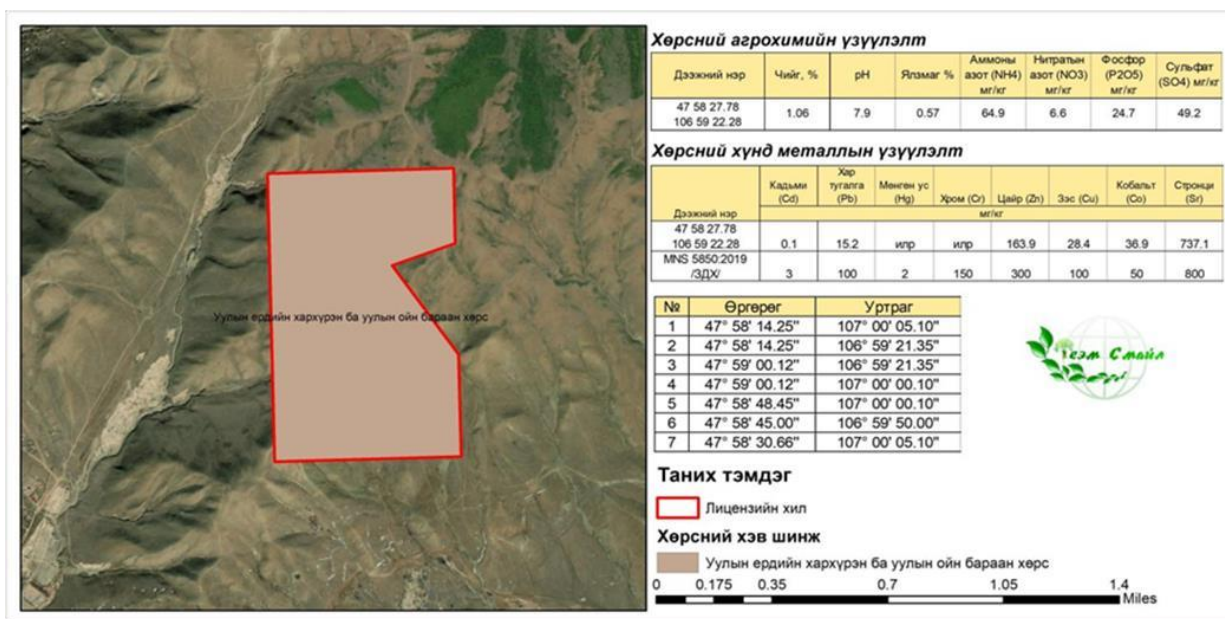 Уулын ердийн хархүрэн ба уулын ойн бараан хөрс
Хөрсний агрохимийн үзүүлэлт
Дээжний нэр Чийг, % pH Ялзмаг % Аммоны азот (NH4) мг/кг Нитратын азот (NO3) мг/кг Фосфор (P2O5) мг/кг Сульфат (SO4) мг/кг
47 58 27.78 106 59 22.28 1.06 7.9 0.57 64.9 6.6 24.7 49.2
Хөрсний хүнд металлын үзүүлэлт
Дээжний нэр Кадьми (Cd) Хар тугалга (Pb) Мөнгөн ус (Hg) Хром (Cr) Цайр (Zn) Зэс (Cu) Кобальт (Co) Стронци (Sr)
мг/кг
47 58 27.78 106 59 22.28 0.1 15.2 илр илр 163.9 28.4 36.9 737.1
MNS 5850:2019 /ЗДХ/ 3 100 2 150 300 100 50 800
№ Өргөрөг Уртраг
1 47° 58' 14.25" 107° 00' 05.10"
2 47° 58' 14.25" 106° 59' 21.35"
3 47° 59' 00.12" 106° 59' 21.35"
4 47° 59' 00.12" 107° 00' 00.10"
5 47° 58' 48.45" 107° 00' 00.10"
6 47° 58' 45.00" 106° 59' 50.00"
7 47° 58' 30.66" 107° 00' 05.10"
Смайл
Таних тэмдэг
Лицензийн хил
Хөрсний хэв шинж
Уулын ердийн хархүрэн ба уулын ойн бараан хөрс
0 0.175 0.35 0.7 1.05 1.4
Miles